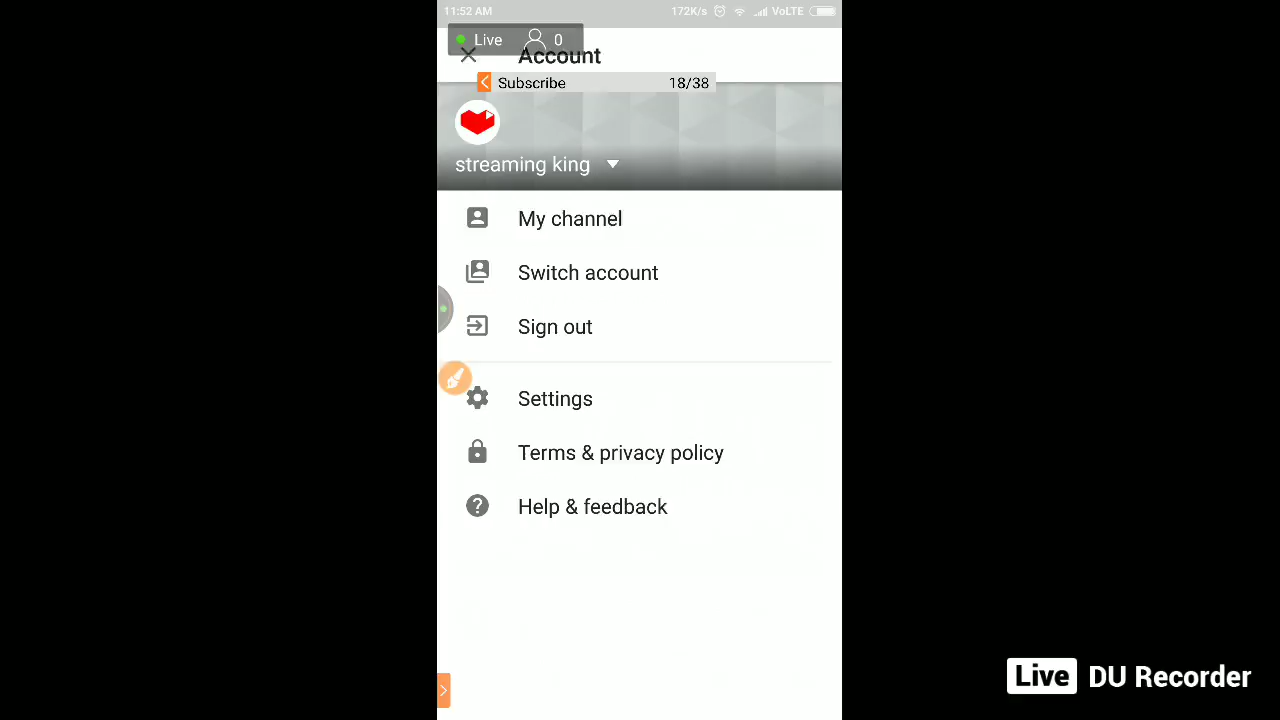 11:52 AM 172K/s VoLTE
Live 0
Account
Subscribe 18/38
streaming king
My channel
Switch account
Sign out
Settings
Terms & privacy policy
Help & feedback
Live DU Recorder